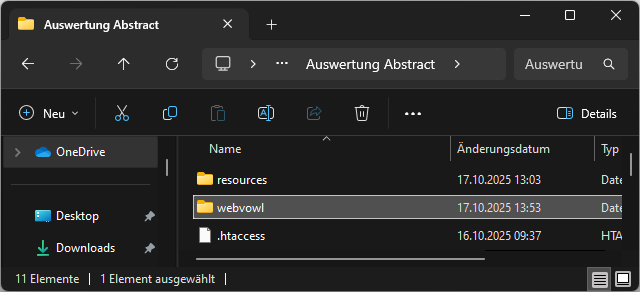 Auswertung Abstract
Auswertung Abstract
Auswertu
Neu
Details
OneDrive
Name
Änderungsdatum
Typ
resources
17.10.2025 13:03
Date
webvowl
17.10.2025 13:53
Date
Desktop
Downloads
.htaccess
16.10.2025 09:37
HTA
11 Elemente
1 Element ausgewählt